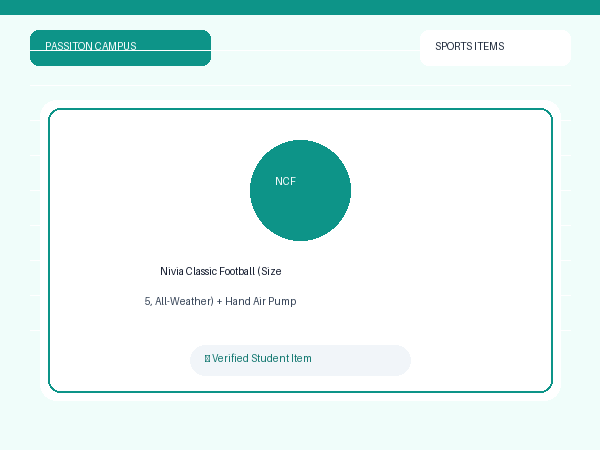 PASSITON CAMPUS
SPORTS ITEMS
NCF
Nivia Classic Football (Size
5, All-Weather) + Hand Air Pump
Verified Student Item